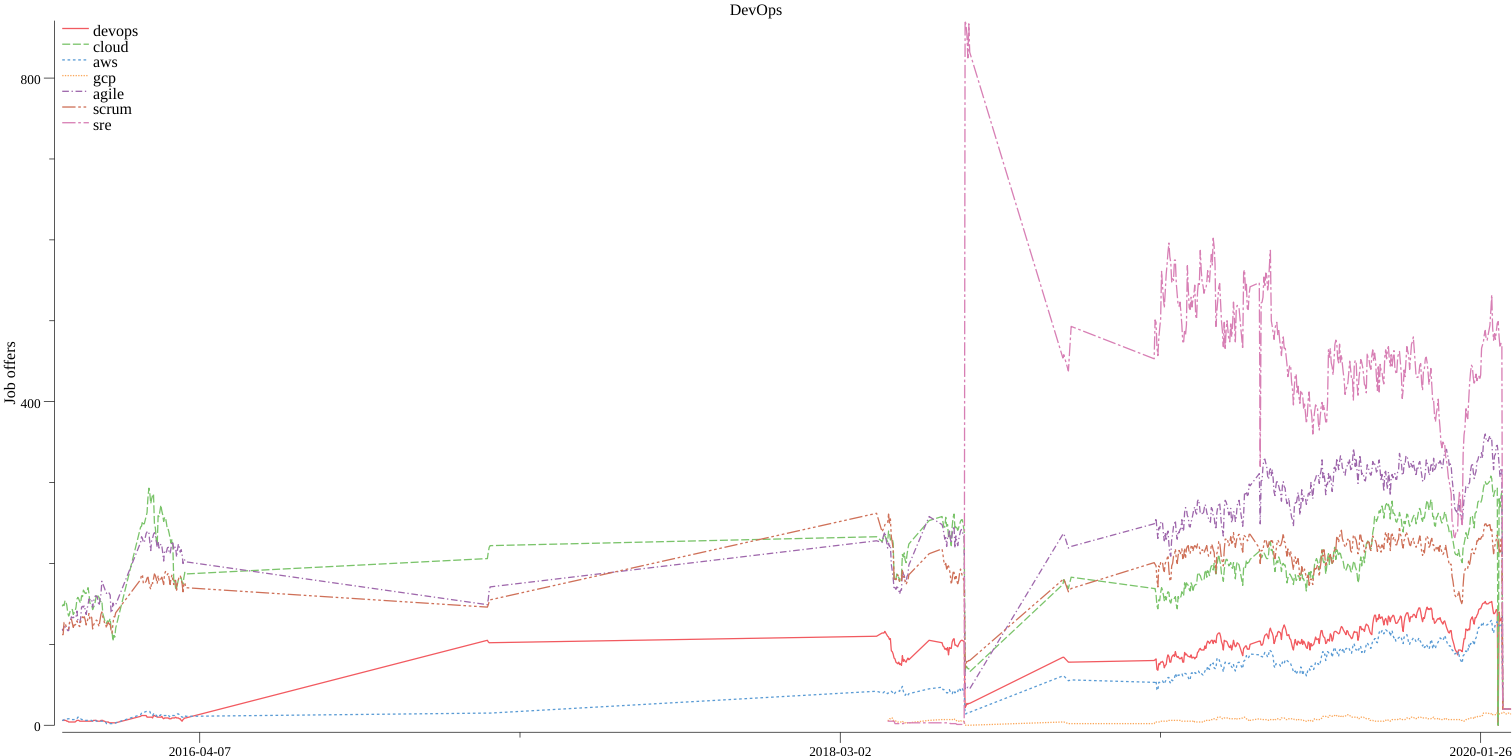 DevOps
devops
cloud
aws
gcp
agile
scrum
sre
800
400
0
Job offers
2016-04-07
2018-03-02
2020-01-26